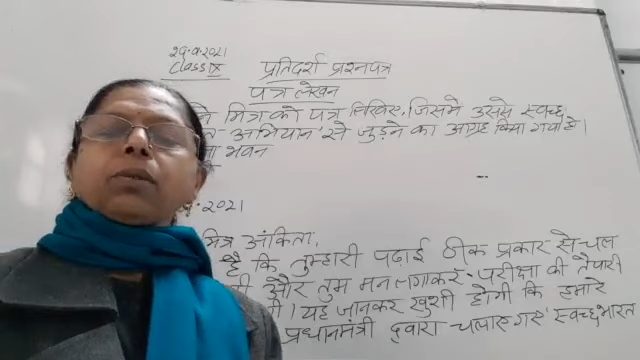 29.9.2021
CLASS IX
प्रतिदर्श प्रश्नपत्र
पत्र लेखन
मित्र को पत्र लिखिए, जिसमे उससे स्वच्छ
अभियान' से जुड़ने का आग्रह किया गया हो।
भवन
.2021
मित्र अंकिता,
है कि तुम्हारी पढ़ाई ठीक प्रकार से चल
और तुम मन लगाकर परीक्षा की तैयारी
। यह जानकर खुशी होगी कि हमारे
प्रधानमंत्री द्वारा चलाए गए 'स्वच्छ भारत